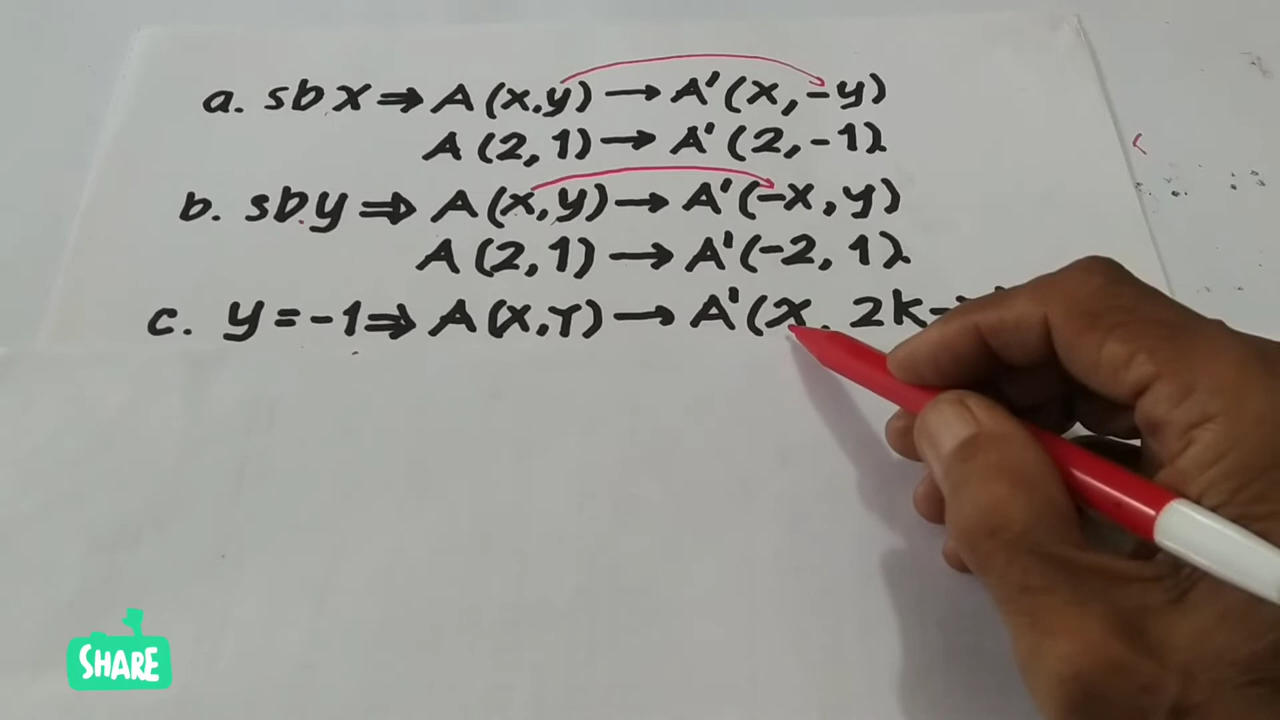 a. sb x ⇒ A (x,y) → A' (x, -y)
A (2, 1) → A' (2, -1)
b. sb y ⇒ A (x, y) → A' (-x, y)
A (2, 1) → A' (-2, 1)
c. y = -1 ⇒ A (x, y) → A' (x, 2k-
SHARE